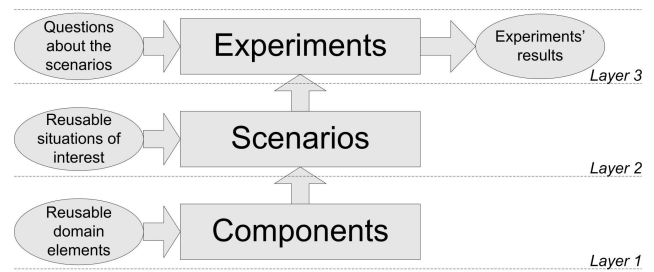 Questions
about the
scenarios
Experiments
Experiments'
results
Layer 3
Reusable
situations of
interest
Scenarios
Layer 2
Reusable
domain
elements
Components
Layer 1